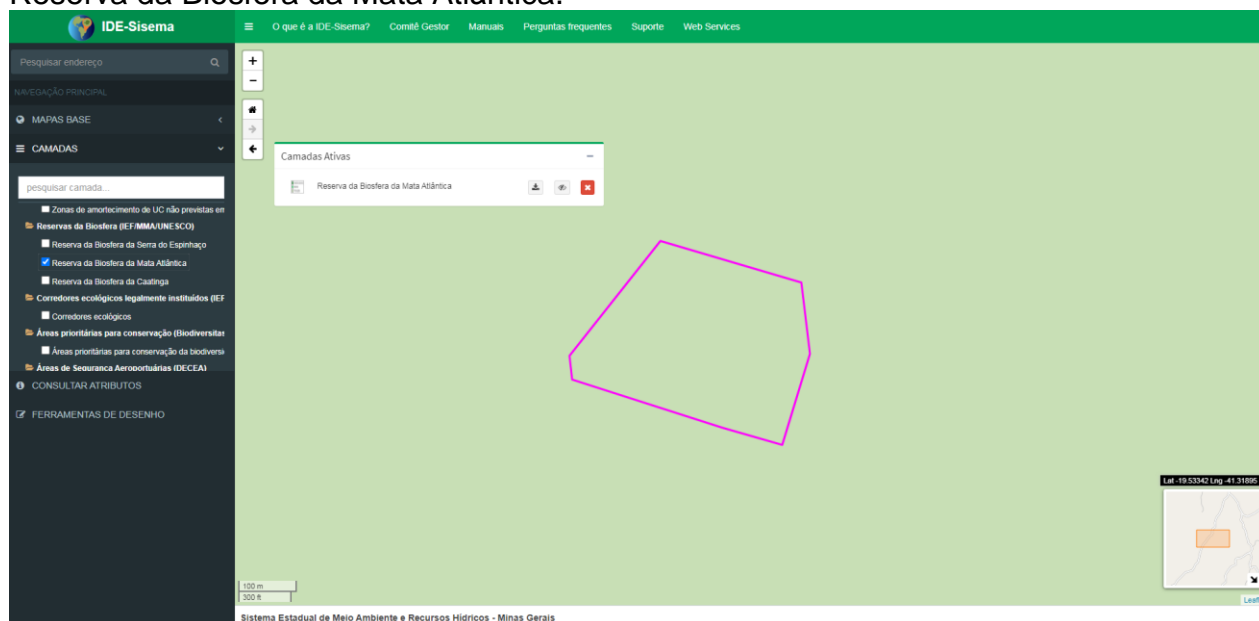 Reserva da Biosfera da Mata Atlântica.
IDE-Sisema
O que é a IDE-Sisema? Comitê Gestor Manuais Perguntas frequentes Suporte Web Services
Pesquisar endereço
NAVEGAÇÃO PRINCIPAL
MAPAS BASE
CAMADAS
pesquisar camada...
Zonas de amortecimento de UC não previstas em
Reservas da Biosfera (IEF/MMA/UNESCO)
Reserva da Biosfera da Serra do Espinhaço
Reserva da Biosfera da Mata Atlântica
Reserva da Biosfera da Caatinga
Corredores ecológicos legalmente instituídos (IEF
Corredores ecológicos
Áreas prioritárias para conservação (Biodiversitas
Áreas prioritárias para conservação da biodiversi
Áreas de Segurança Aeroportuárias (DECEA)
CONSULTAR ATRIBUTOS
FERRAMENTAS DE DESENHO
+
−
Camadas Ativas −
Reserva da Biosfera da Mata Atlântica
Lat -19.53342 Lng -41.31895
100 m
300 ft
Leafl
Sistema Estadual de Meio Ambiente e Recursos Hídricos - Minas Gerais